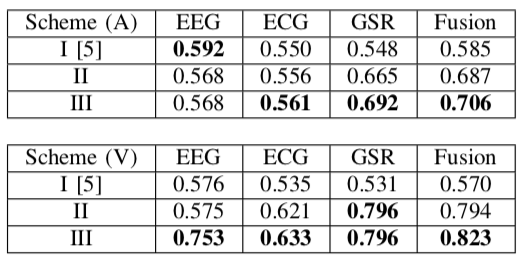 Scheme (A) EEG ECG GSR Fusion
I [5] 0.592 0.550 0.548 0.585
II 0.568 0.556 0.665 0.687
III 0.568 0.561 0.692 0.706
Scheme (V) EEG ECG GSR Fusion
I [5] 0.576 0.535 0.531 0.570
II 0.575 0.621 0.796 0.794
III 0.753 0.633 0.796 0.823